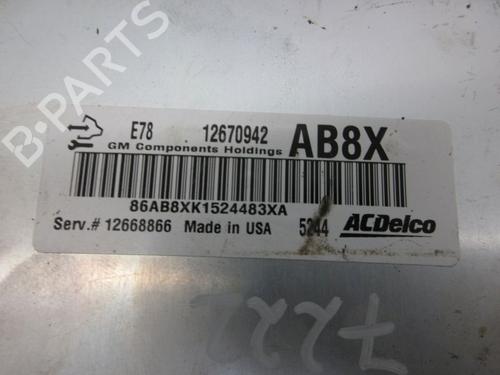 B-PARTS
E78 12670942 AB8X
GM Components Holdings
86AB8XK1524483XA
Serv.# 12668866 Made in USA 5244 ACDelco